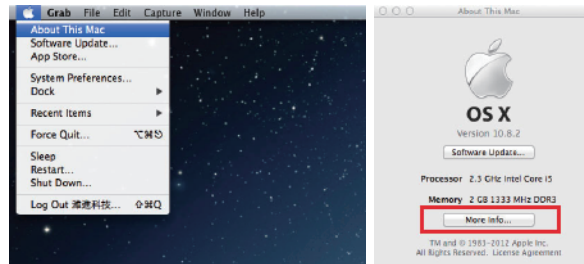 Grab File Edit Capture Window Help
About This Mac
Software Update...
App Store...
System Preferences...
Dock ▶
Recent Items ▶
Force Quit... ⌥⌘⎋
Sleep
Restart...
Shut Down...
Log Out 進科技... ⇧⌘Q
About This Mac
OS X
Version 10.8.2
Software Update...
Processor 2.3 GHz Intel Core i5
Memory 2 GB 1333 MHz DDR3
More Info...
TM and © 1983-2012 Apple Inc.
All Rights Reserved. License Agreement